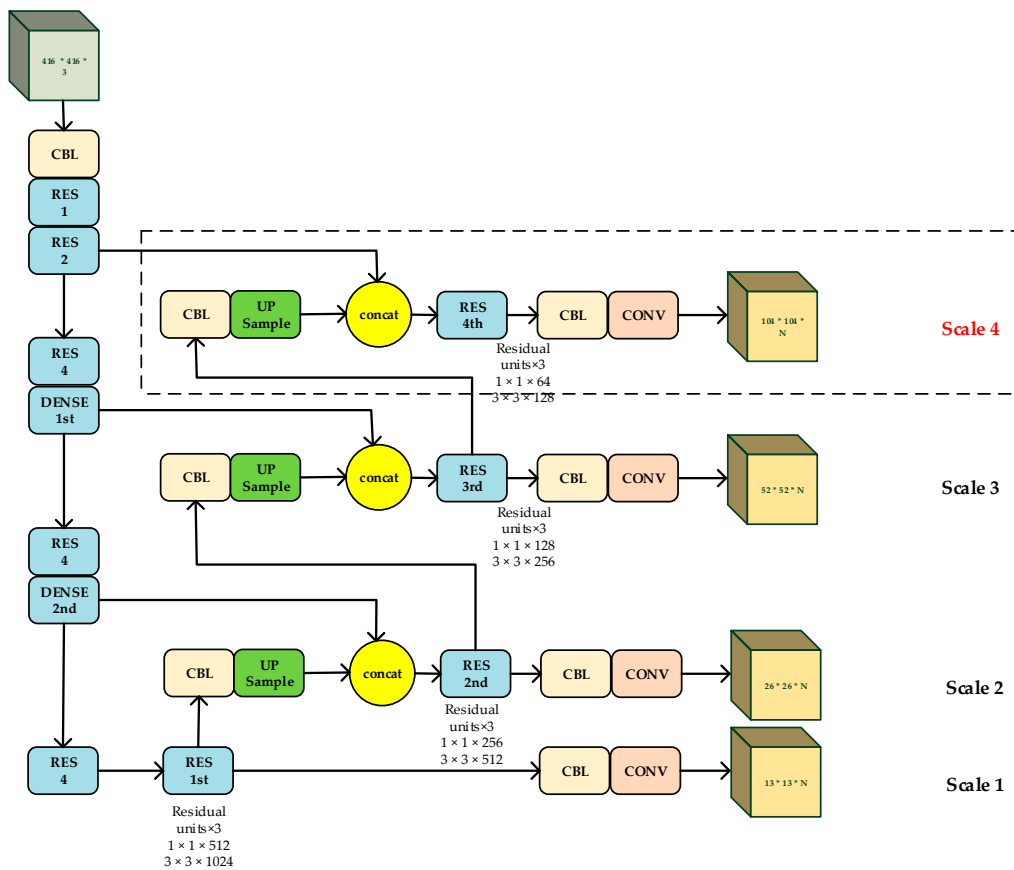 416 * 416 *
3
CBL
RES
1
RES
2
CBL
UP
Sample
concat
RES
4th
CBL
CONV
104 * 104 *
N
Scale 4
Residual
units×3
1 × 1 × 64
3 × 3 × 128
RES
4
DENSE
1st
CBL
UP
Sample
concat
RES
3rd
CBL
CONV
52 * 52 * N
Scale 3
Residual
units×3
1 × 1 × 128
3 × 3 × 256
RES
4
DENSE
2nd
CBL
UP
Sample
concat
RES
2nd
CBL
CONV
26 * 26 * N
Scale 2
Residual
units×3
1 × 1 × 256
3 × 3 × 512
RES
4
RES
1st
CBL
CONV
13 * 13 * N
Scale 1
Residual
units×3
1 × 1 × 512
3 × 3 × 1024